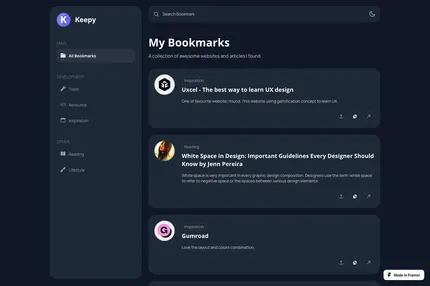 K Keepy
MAIN
All Bookmarks
DEVELOPMENT
Tools
Resource
Inspiration
OTHER
Reading
Lifestyle
Search Bookmark
My Bookmarks
A collection of awesome websites and articles I found.
Inspiration
Uxcel - The best way to learn UX design
One of favourite websites I found. This website using gamification concept to learn UX.
Reading
White Space in Design: Important Guidelines Every Designer Should
Know by Jenn Pereira
White space is very important in every graphic design composition. Designers use the term 'white space'
to refer to negative space or the spaces between various design elements.
G
Inspiration
Gumroad
Love the layout and colors combination.
Made in Framer